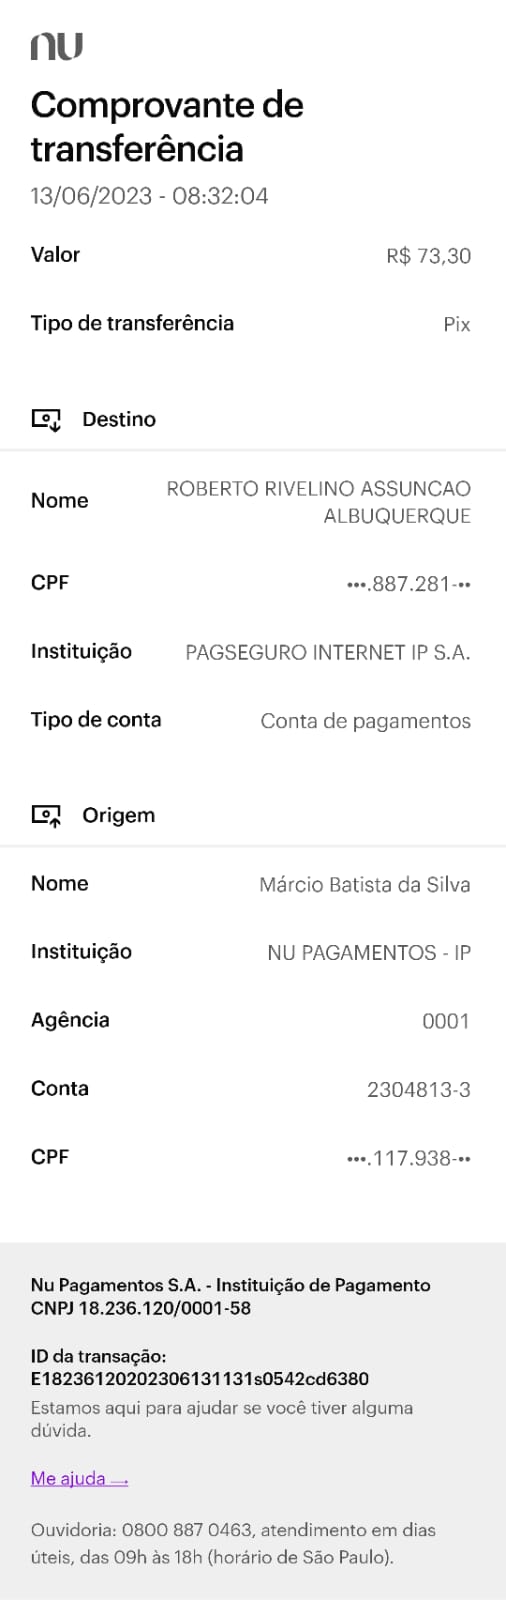 nu
Comprovante de
transferência
13/06/2023 - 08:32:04
Valor R$ 73,30
Tipo de transferência Pix
Destino
Nome ROBERTO RIVELINO ASSUNCAO
ALBUQUERQUE
CPF •••.887.281-••
Instituição PAGSEGURO INTERNET IP S.A.
Tipo de conta Conta de pagamentos
Origem
Nome Márcio Batista da Silva
Instituição NU PAGAMENTOS - IP
Agência 0001
Conta 2304813-3
CPF •••.117.938-••
Nu Pagamentos S.A. - Instituição de Pagamento
CNPJ 18.236.120/0001-58
ID da transação:
E18236120202306131131s0542cd6380
Estamos aqui para ajudar se você tiver alguma
dúvida.
Me ajuda →
Ouvidoria: 0800 887 0463, atendimento em dias
úteis, das 09h às 18h (horário de São Paulo).